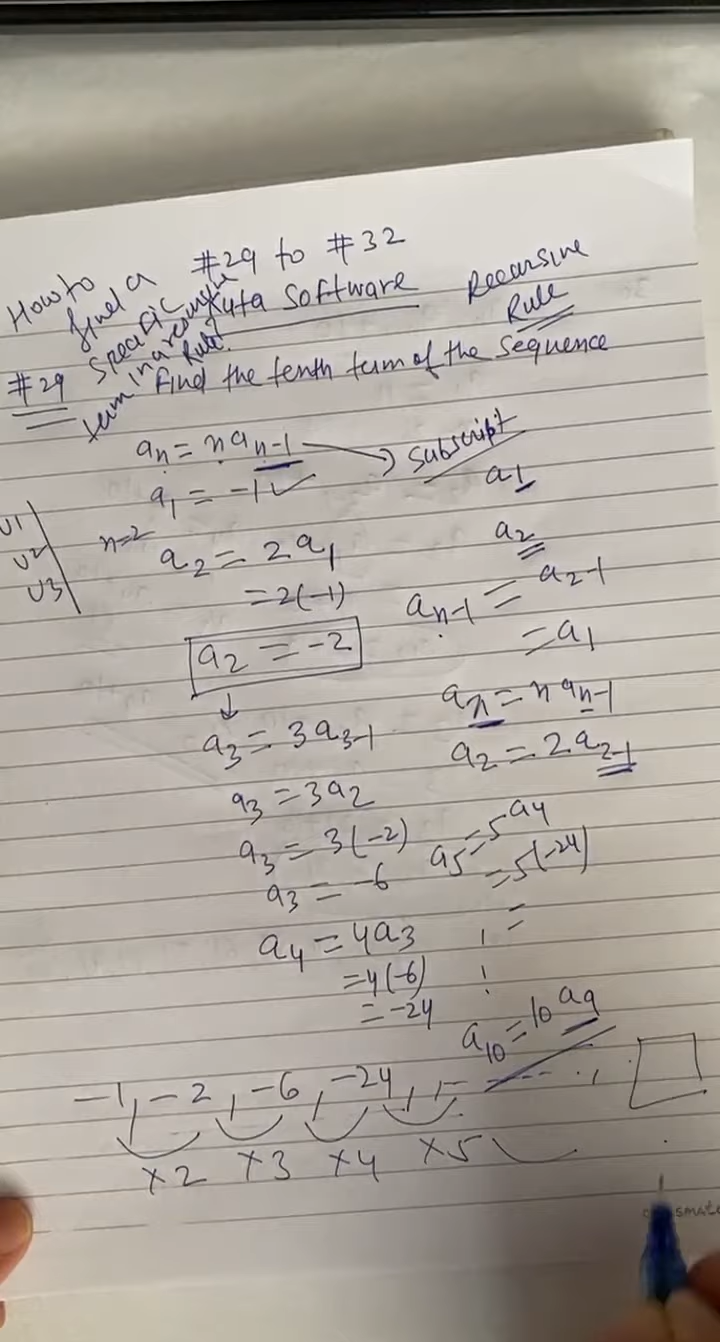 #29 to #32
How to find a Specific term in a recursive Rule?
Kuta Software
Recursive Rule
#29 Find the tenth term of the Sequence
aₙ = n aₙ₋₁ → Subscript
a₁ = -1 ✓
a₁
U1
U2
U3
n=2
a₂ = 2a₁
= 2(-1)
a₂ = -2
↓
a₂
aₙ₋₁ = a₂₋₁
= a₁
aₙ = n aₙ₋₁
a₂ = 2a₂₋₁
a₃ = 3a₃₋₁
a₃ = 3a₂
a₃ = 3(-2)
a₃ = -6
a₄ = 4a₃
= 4(-6)
= -24
a₅ = 5a₄
= 5(-24)
=
a₁₀ = 10a₉
-1, -2, -6, -24, , - ---- . ,
×2 ×3 ×4 ×5